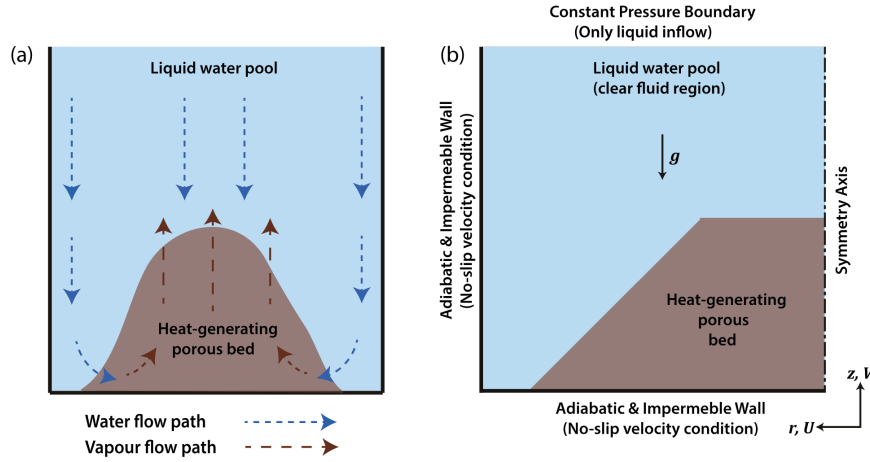 (a)
Liquid water pool
Heat-generating
porous bed
Water flow path
Vapour flow path
Constant Pressure Boundary
(Only liquid inflow)
(b)
Liquid water pool
(clear fluid region)
g
Adiabatic & Impermeable Wall
(No-slip velocity condition)
Symmetry Axis
Heat-generating
porous
bed
z, V
r, U
Adiabatic & Impermeble Wall
(No-slip velocity condition)